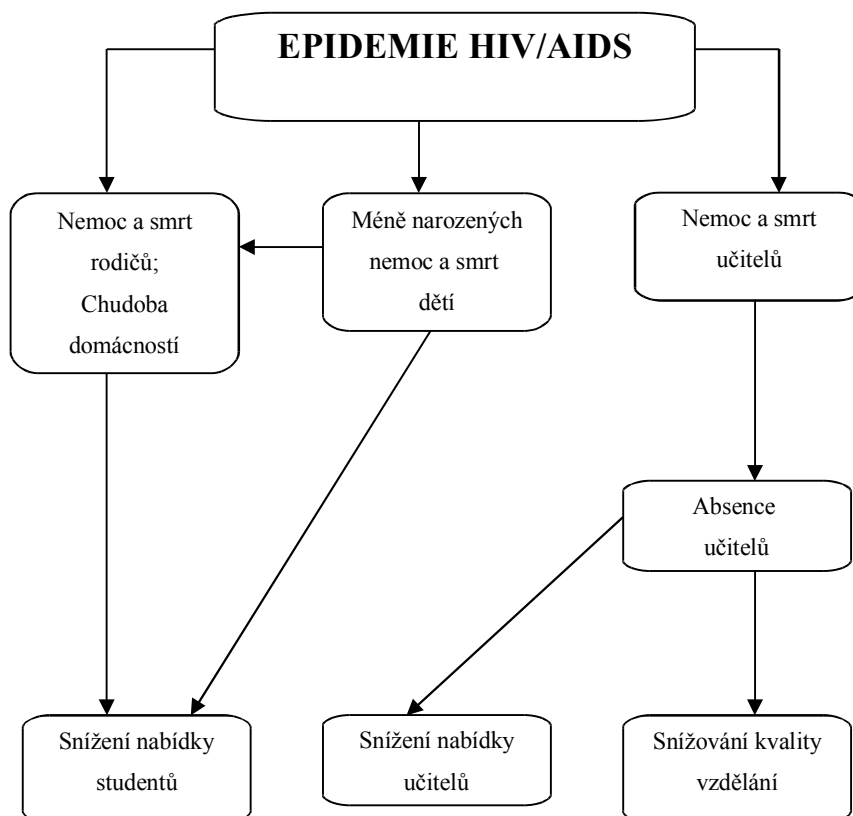 EPIDEMIE HIV/AIDS
Nemoc a smrt
rodičů;
Chudoba
domácností
Méně narozených
nemoc a smrt
dětí
Nemoc a smrt
učitelů
Absence
učitelů
Snížení nabídky
studentů
Snížení nabídky
učitelů
Snížování kvality
vzdělání